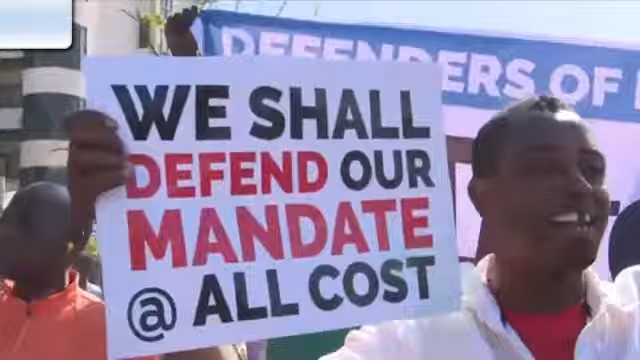 DEFENDERS OF
WE SHALL
DEFEND OUR
MANDATE
@ ALL COST